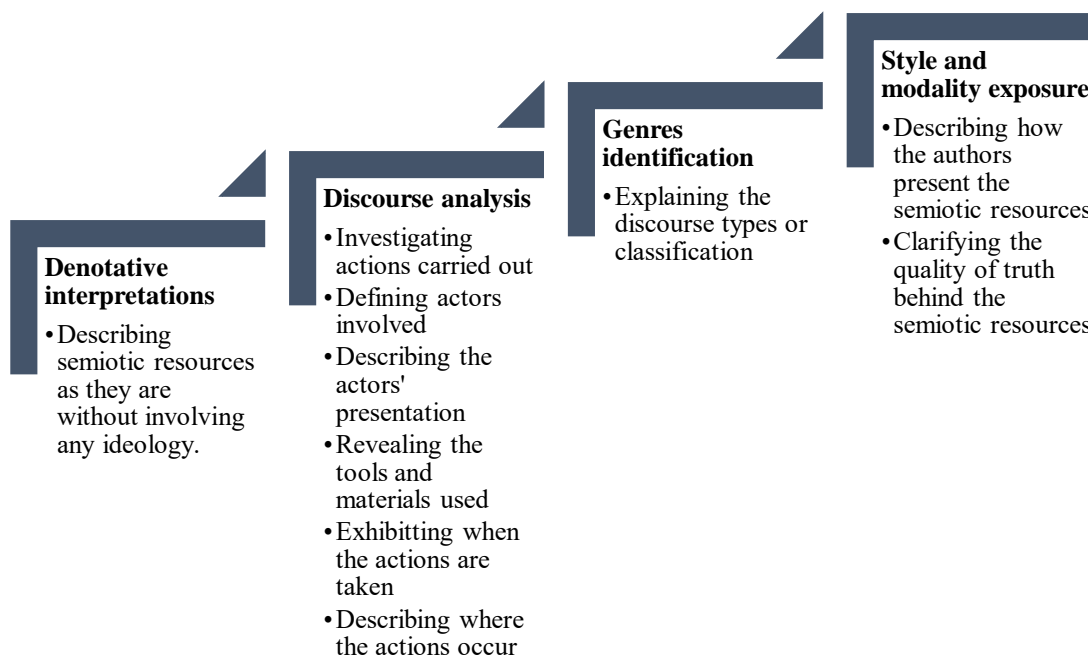 Denotative
interpretations
•Describing
semiotic resources
as they are
without involving
any ideology.
Discourse analysis
•Investigating
actions carried out
•Defining actors
involved
•Describing the
actors'
presentation
•Revealing the
tools and
materials used
•Exhibitting when
the actions are
taken
•Describing where
the actions occur
Genres
identification
•Explaining the
discourse types or
classification
Style and
modality exposure
•Describing how
the authors
present the
semiotic resources
•Clarifying the
quality of truth
behind the
semiotic resources